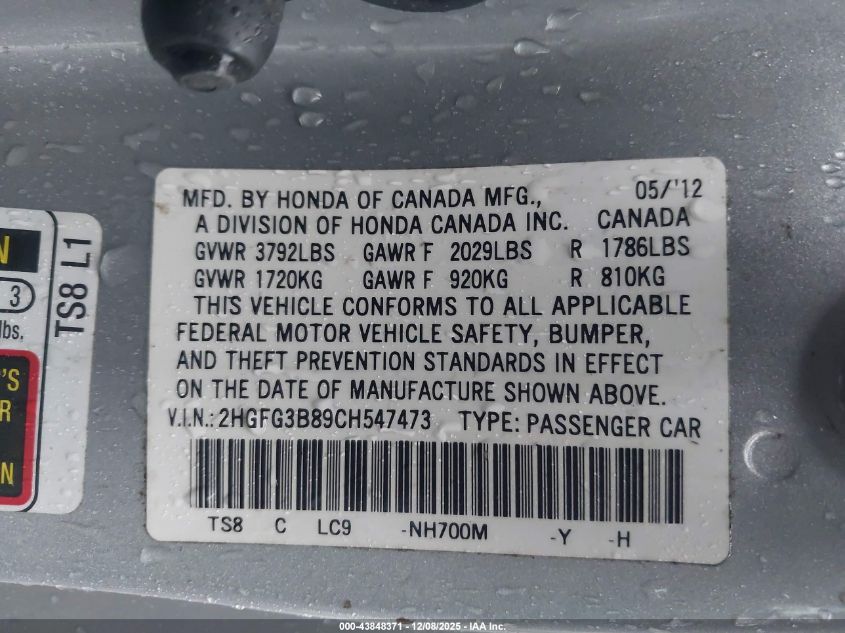 MFD. BY HONDA OF CANADA MFG., 05/'12
A DIVISION OF HONDA CANADA INC. CANADA
GVWR 3792LBS GAWR F 2029LBS R 1786LBS
GVWR 1720KG GAWR F 920KG R 810KG
THIS VEHICLE CONFORMS TO ALL APPLICABLE
FEDERAL MOTOR VEHICLE SAFETY, BUMPER,
AND THEFT PREVENTION STANDARDS IN EFFECT
ON THE DATE OF MANUFACTURE SHOWN ABOVE.
V.I.N.: 2HGFG3B89CH547473 TYPE: PASSENGER CAR
TS8 C LC9 -NH700M -Y -H
N
3
lbs.
'S
R
N
TS8 L1
000-43848371 | 12/08/2025 - IAA Inc.